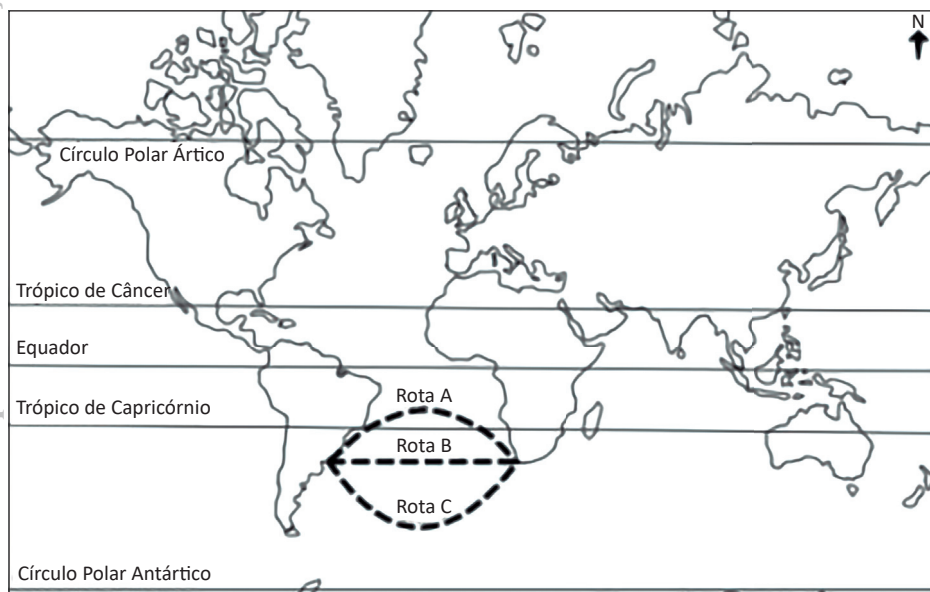 N
Círculo Polar Ártico
Trópico de Câncer
Equador
Trópico de Capricórnio
Rota A
Rota B
Rota C
Círculo Polar Antártico